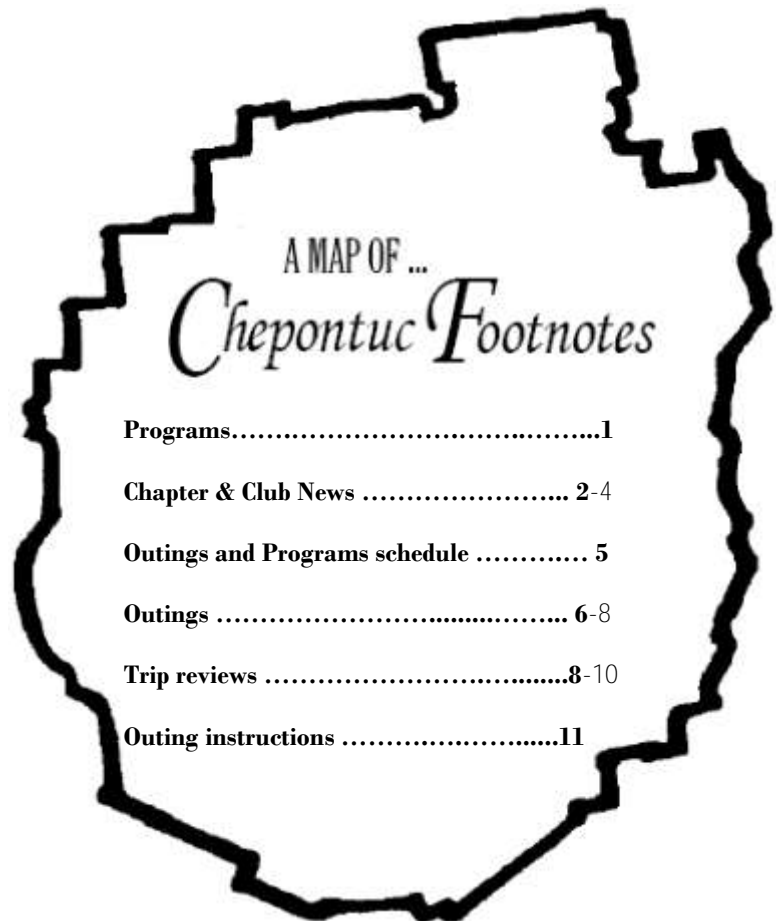 A MAP OF ...
Chepontuc Footnotes
Programs…….……………….…..……...1
Chapter & Club News …………………... 2-4
Outings and Programs schedule ……….… 5
Outings …………………..........……... 6-8
Trip reviews …………………….…........8-10
Outing instructions ……….….……......11